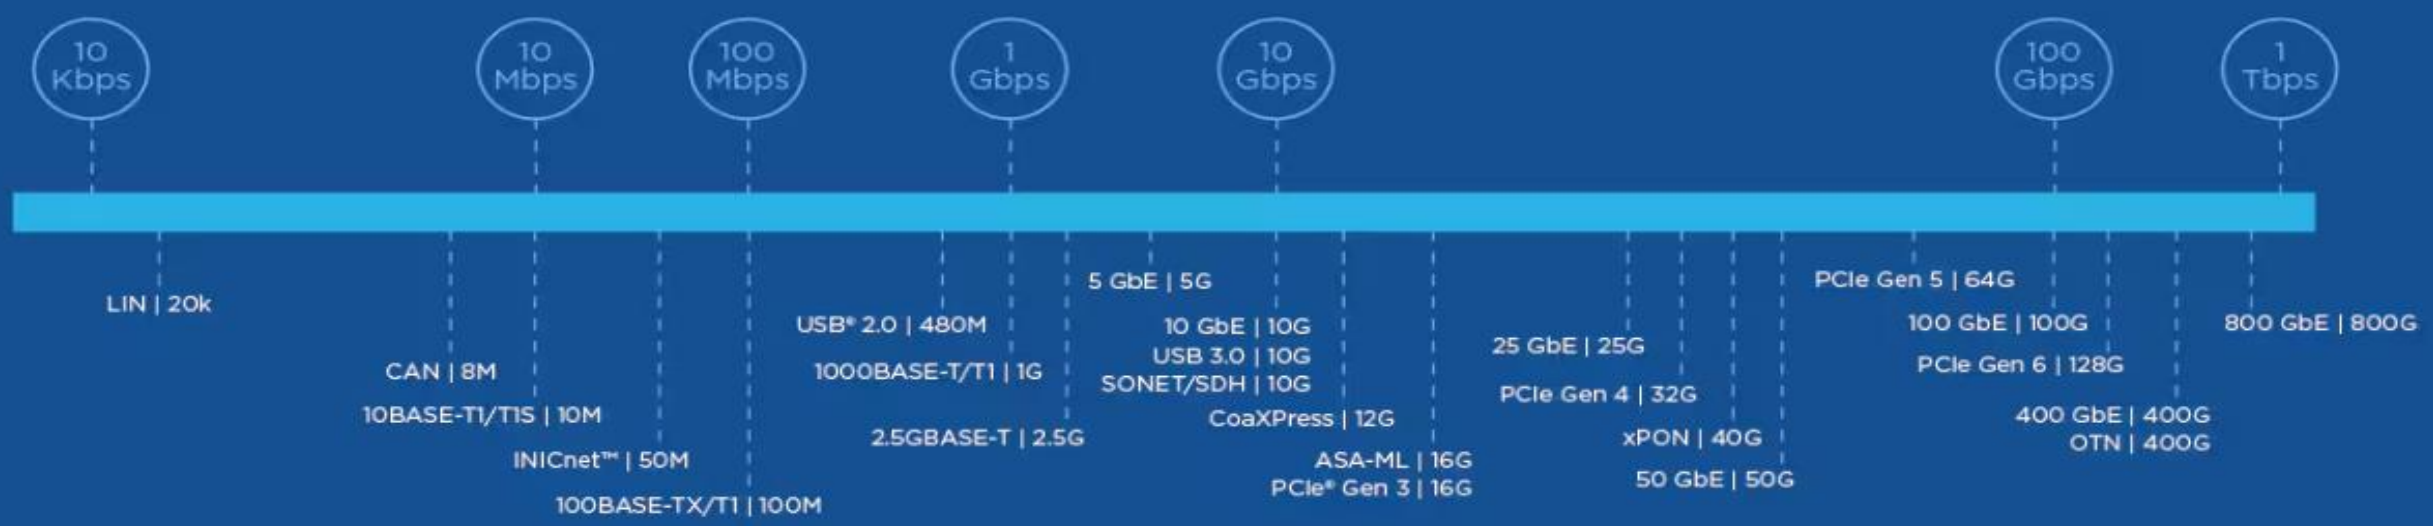 10
Kbps
10
Mbps
100
Mbps
1
Gbps
10
Gbps
100
Gbps
1
Tbps
LIN | 20k
CAN | 8M
10BASE-T1/T1S | 10M
INICnet™ | 50M
100BASE-TX/T1 | 100M
USB® 2.0 | 480M
1000BASE-T/T1 | 1G
2.5GBASE-T | 2.5G
5 GbE | 5G
10 GbE | 10G
USB 3.0 | 10G
SONET/SDH | 10G
CoaXPress | 12G
ASA-ML | 16G
PCIe® Gen 3 | 16G
25 GbE | 25G
PCIe Gen 4 | 32G
xPON | 40G
50 GbE | 50G
PCIe Gen 5 | 64G
100 GbE | 100G
PCIe Gen 6 | 128G
400 GbE | 400G
OTN | 400G
800 GbE | 800G